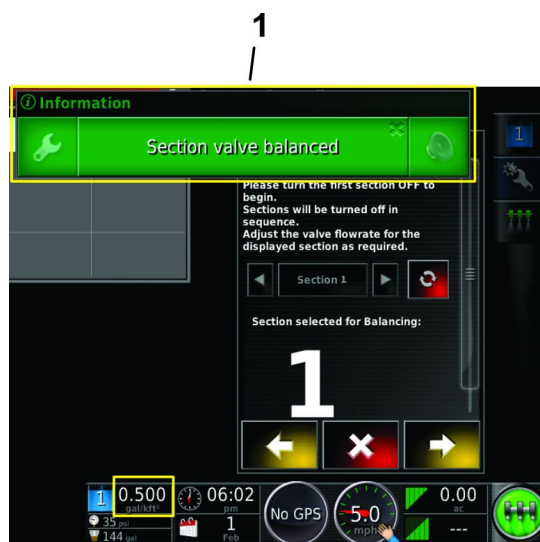 1
Information
Section valve balanced
1
Please turn the first section OFF to
begin.
Sections will be turned off in
sequence.
Adjust the valve flowrate for the
displayed section as required.
Section 1
Section selected for Balancing:
1
1
0.500
gal/kft²
35 psi
144 gal
06:02
pm
1
Feb
No GPS
5.0
mph
0.00
ac
---